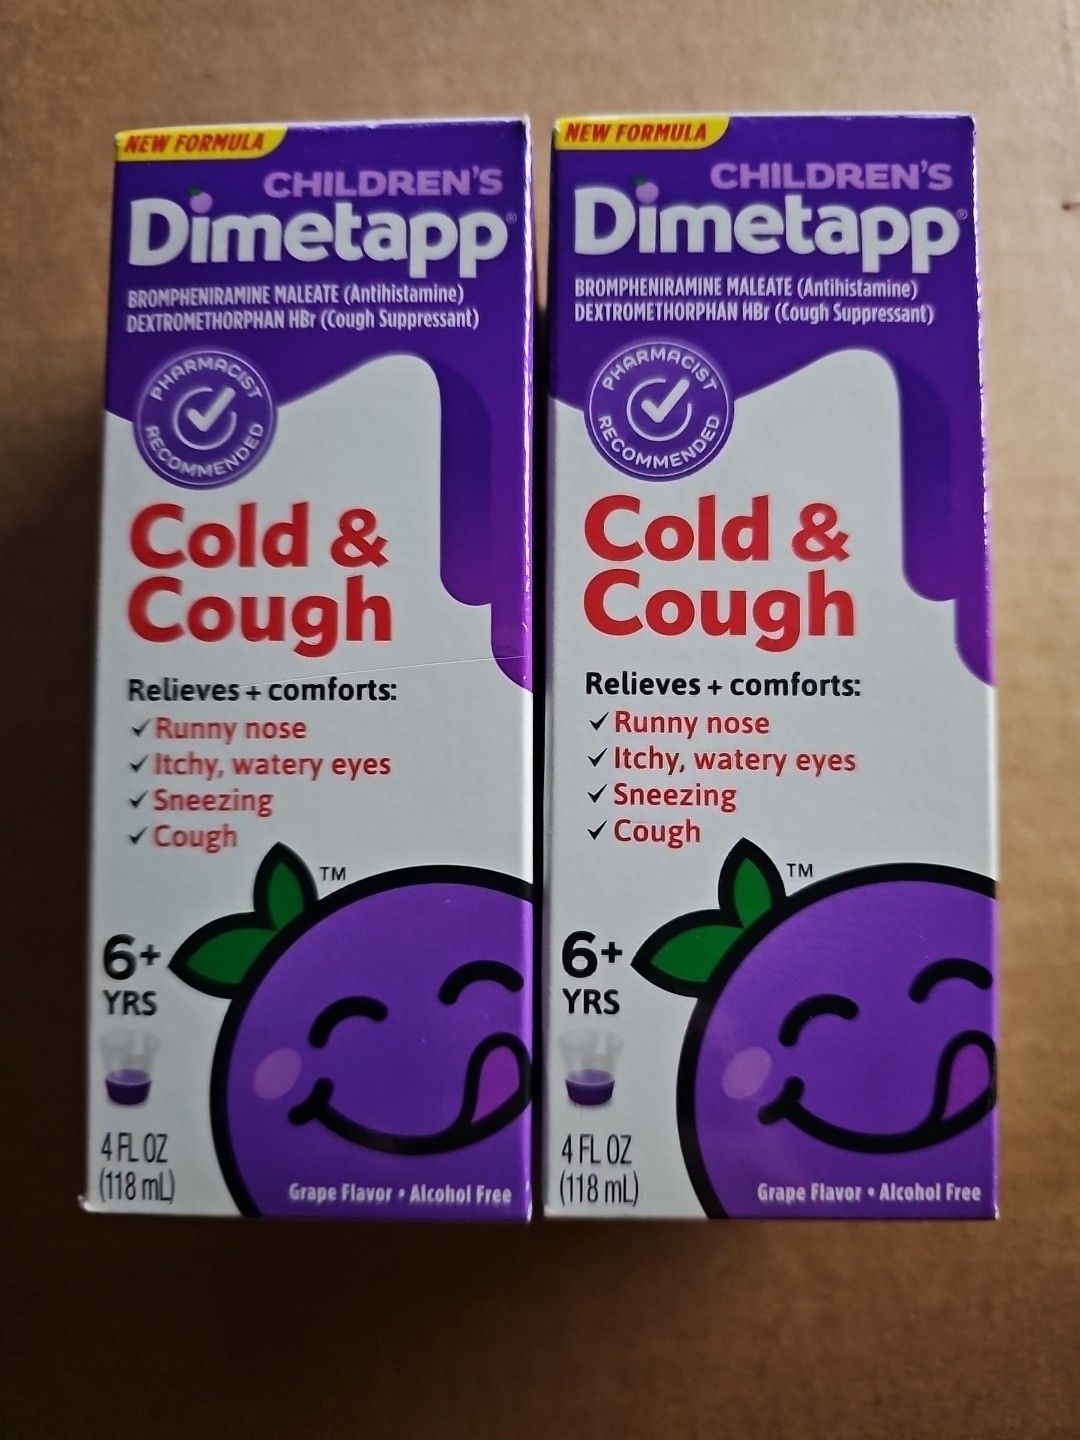 NEW FORMULA
CHILDREN'S
Dimetapp®
BROMPHENIRAMINE MALEATE (Antihistamine)
DEXTROMETHORPHAN HBr (Cough Suppressant)
PHARMACIST
RECOMMENDED
Cold &
Cough
Relieves + comforts:
✓ Runny nose
✓ Itchy, watery eyes
✓ Sneezing
✓ Cough
TM
6+
YRS
4 FL OZ
(118 mL)
Grape Flavor • Alcohol Free
NEW FORMULA
CHILDREN'S
Dimetapp®
BROMPHENIRAMINE MALEATE (Antihistamine)
DEXTROMETHORPHAN HBr (Cough Suppressant)
PHARMACIST
RECOMMENDED
Cold &
Cough
Relieves + comforts:
✓ Runny nose
✓ Itchy, watery eyes
✓ Sneezing
✓ Cough
TM
6+
YRS
4 FL OZ
(118 mL)
Grape Flavor • Alcohol Free